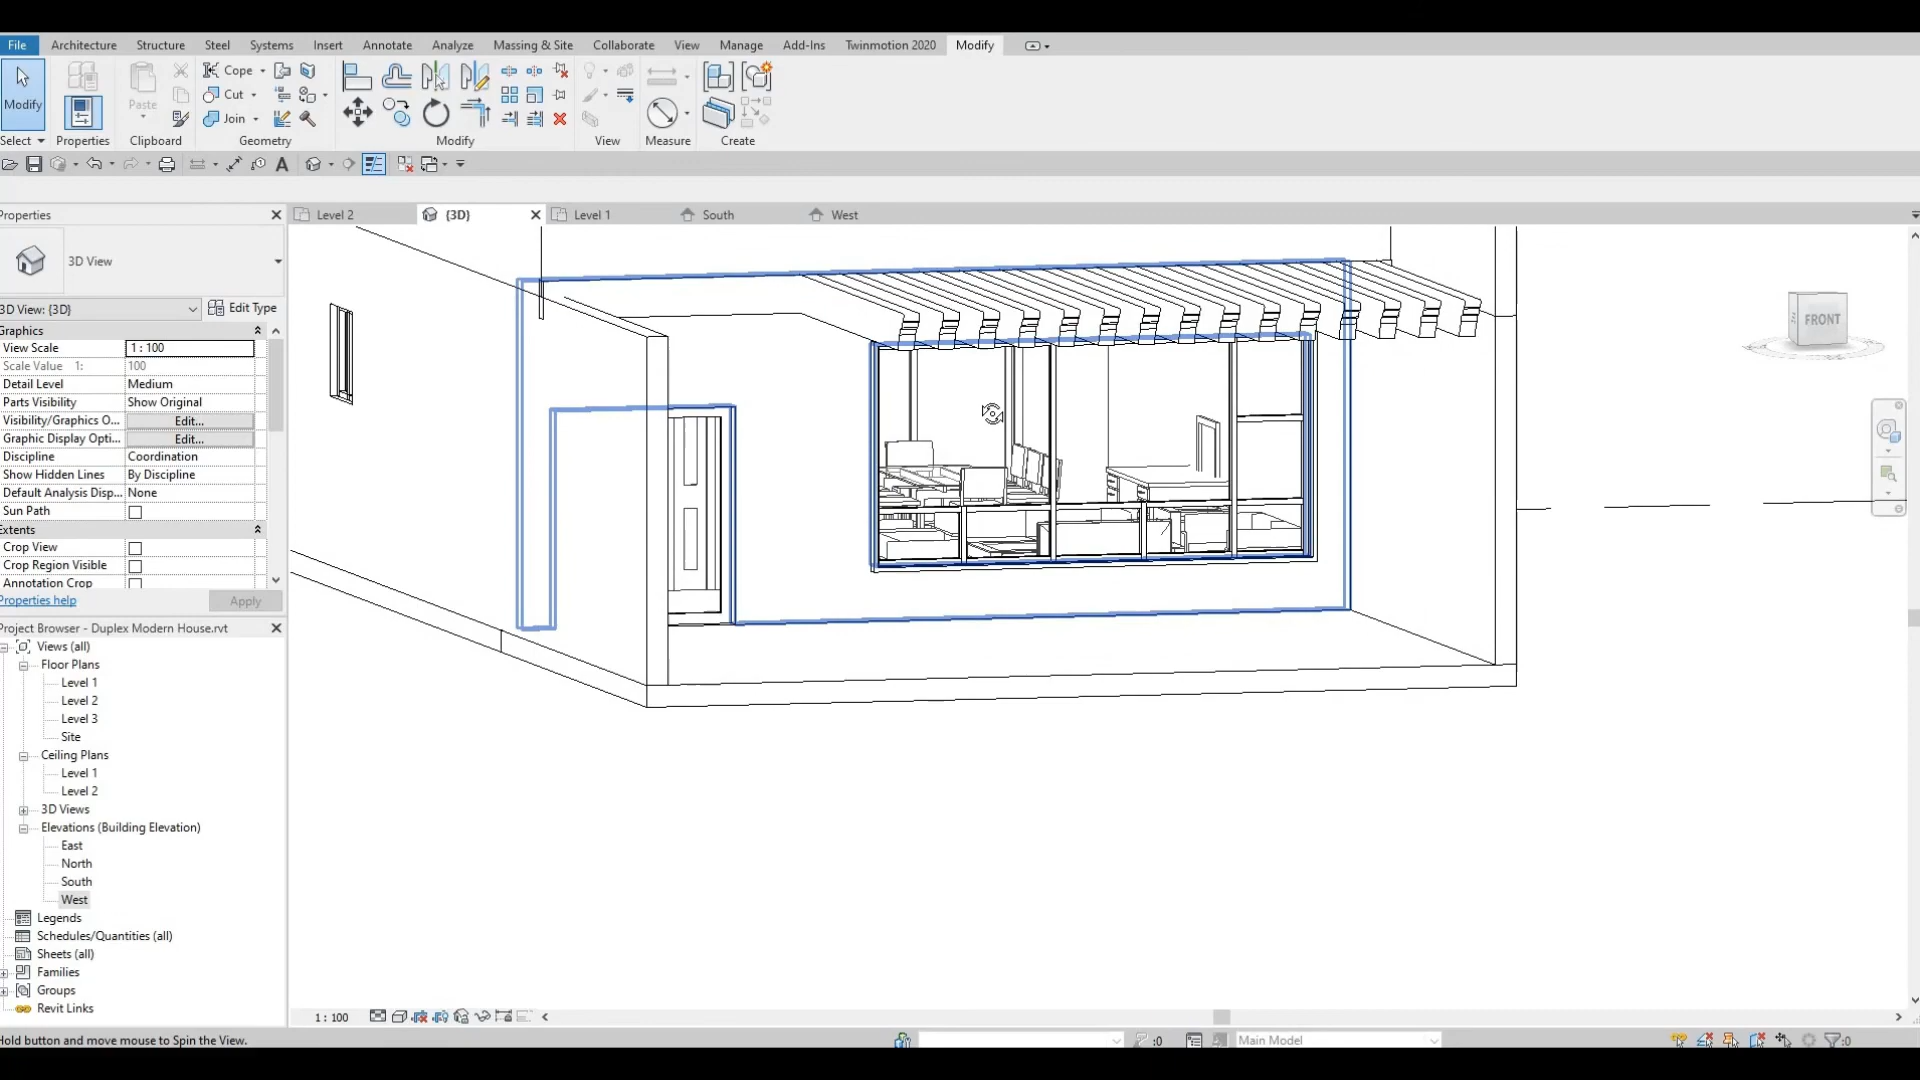 File Architecture Structure Steel Systems Insert Annotate Analyze Massing & Site Collaborate View Manage Add-Ins Twinmotion 2020 Modify
Modify Paste Cope Cut Join
Select Properties Clipboard Geometry Modify View Measure Create
Properties
Level 2 {3D} Level 1 South West
3D View
3D View: {3D} Edit Type
Graphics
View Scale 1 : 100
Scale Value 1: 100
Detail Level Medium
Parts Visibility Show Original
Visibility/Graphics O... Edit...
Graphic Display Opti... Edit...
Discipline Coordination
Show Hidden Lines By Discipline
Default Analysis Disp... None
Sun Path
Extents
Crop View
Crop Region Visible
Annotation Crop
Properties help Apply
Project Browser - Duplex Modern House.rvt
Views (all)
Floor Plans
Level 1
Level 2
Level 3
Site
Ceiling Plans
Level 1
Level 2
3D Views
Elevations (Building Elevation)
East
North
South
West
Legends
Schedules/Quantities (all)
Sheets (all)
Families
Groups
Revit Links
FRONT
1 : 100
Hold button and move mouse to Spin the View.
:0 Main Model :0